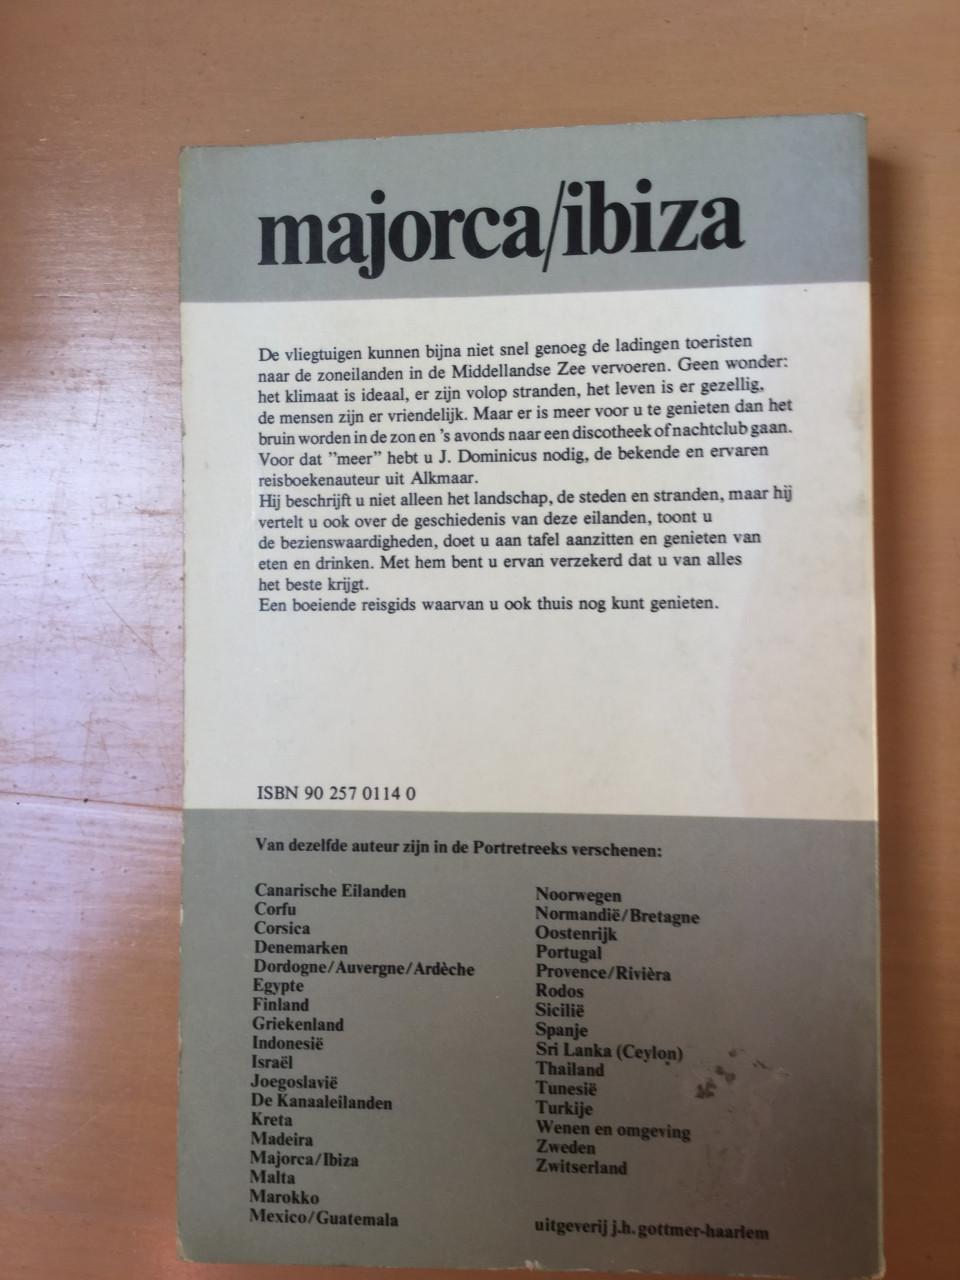 majorca/ibiza
De vliegtuigen kunnen bijna niet snel genoeg de ladingen toeristen
naar de zoneilanden in de Middellandse Zee vervoeren. Geen wonder:
het klimaat is ideaal, er zijn volop stranden, het leven is er gezellig,
de mensen zijn er vriendelijk. Maar er is meer voor u te genieten dan het
bruin worden in de zon en 's avonds naar een discotheek of nachtclub gaan.
Voor dat "meer" hebt u J. Dominicus nodig, de bekende en ervaren
reisboekenauteur uit Alkmaar.
Hij beschrijft u niet alleen het landschap, de steden en stranden, maar hij
vertelt u ook over de geschiedenis van deze eilanden, toont u
de bezienswaardigheden, doet u aan tafel aanzitten en genieten van
eten en drinken. Met hem bent u ervan verzekerd dat u van alles
het beste krijgt.
Een boeiende reisgids waarvan u ook thuis nog kunt genieten.
ISBN 90 257 0114 0
Van dezelfde auteur zijn in de Portretreeks verschenen:
Canarische Eilanden
Corfu
Corsica
Denemarken
Dordogne/Auvergne/Ardèche
Egypte
Finland
Griekenland
Indonesië
Israël
Joegoslavië
De Kanaaleilanden
Kreta
Madeira
Majorca/Ibiza
Malta
Marokko
Mexico/Guatemala
Noorwegen
Normandië/Bretagne
Oostenrijk
Portugal
Provence/Rivièra
Rodos
Sicilië
Spanje
Sri Lanka (Ceylon)
Thailand
Tunesië
Turkije
Wenen en omgeving
Zweden
Zwitserland
uitgeverij j.h. gottmer-haarlem